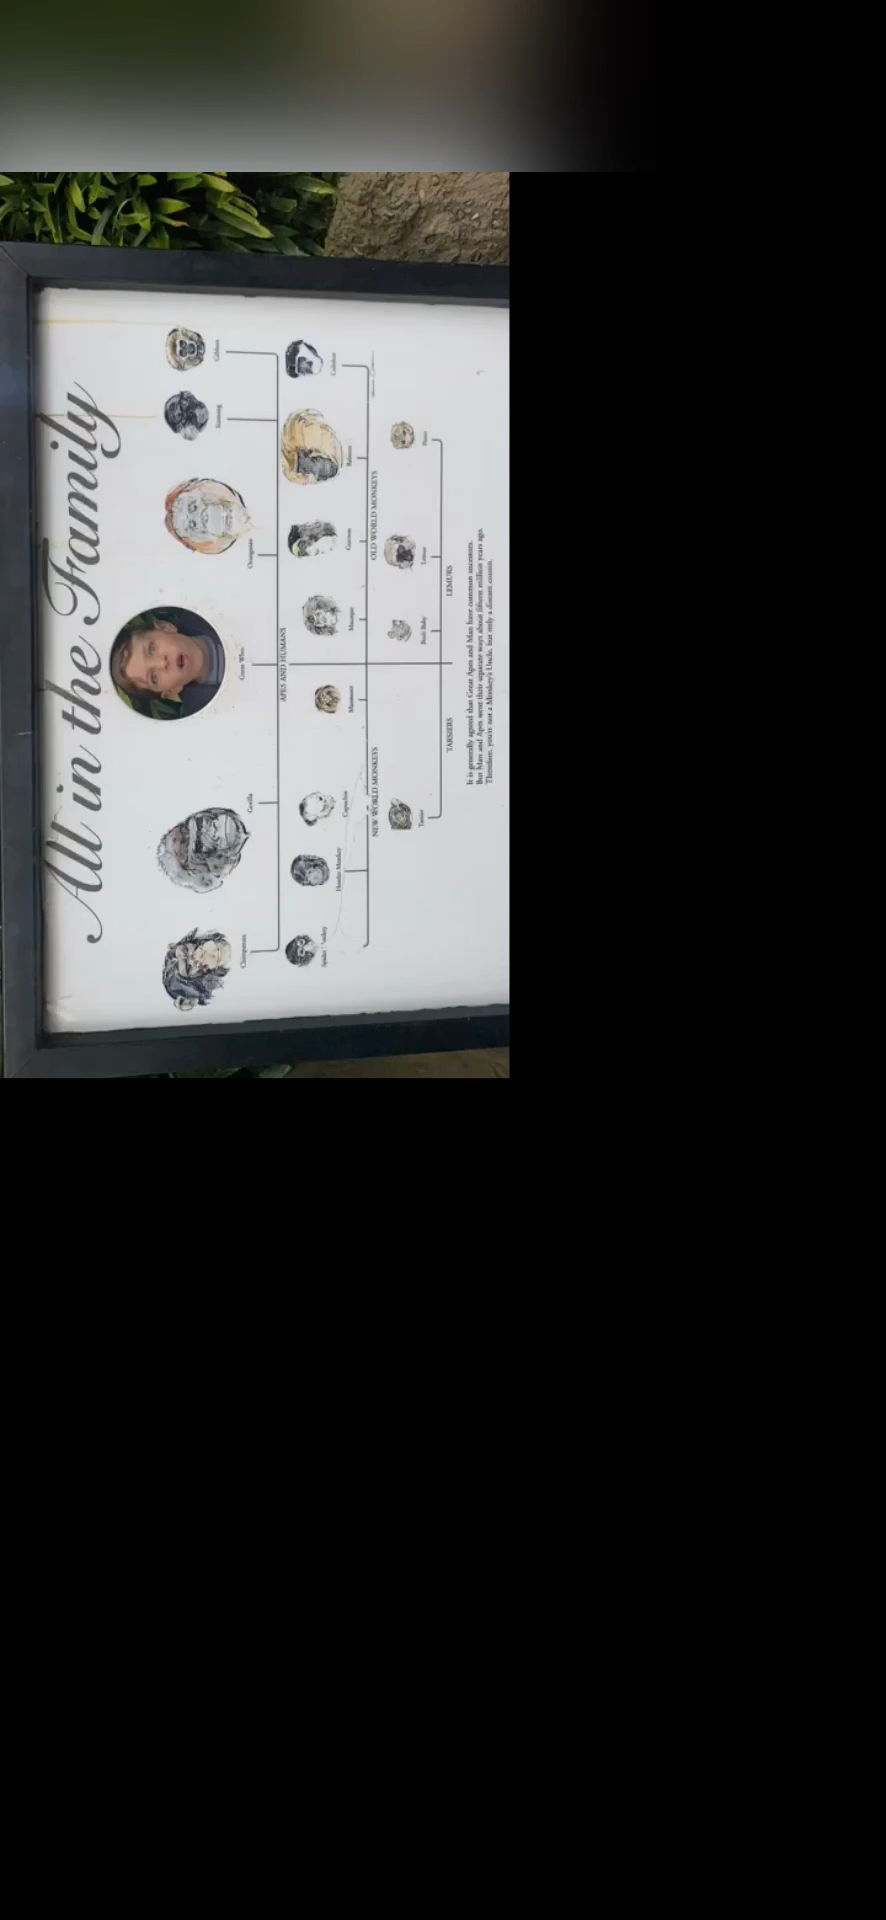 All in the Family
Chimpanzee
Gorilla
Guess Who
Orangutan
Siamang
Gibbon
APES AND HUMANS
Spider
Howler Monkey
Capuchin
Marmoset
Macaque
Guenon
Baboon
Colobus
NEW WORLD MONKEYS
OLD WORLD MONKEYS
Tarsier
Bush Baby
Lemur
Potto
TARSIERS
LEMURS
It is generally agreed that Great Apes and Man have common ancestors.
But Man and Apes went their separate ways about fifteen million years ago.
Therefore, you're not a Monkey's Uncle, but only a distant cousin.